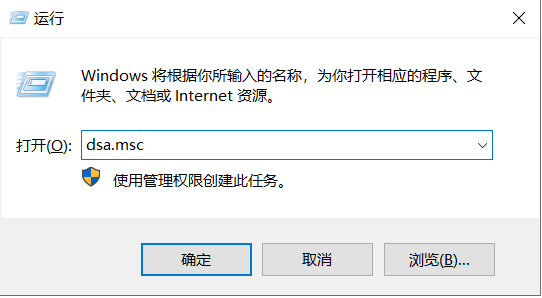 运行
Windows 将根据你所输入的名称，为你打开相应的程序、文
件夹、文档或 Internet 资源。
打开(O): dsa.msc
使用管理权限创建此任务。
确定 取消 浏览(B)...